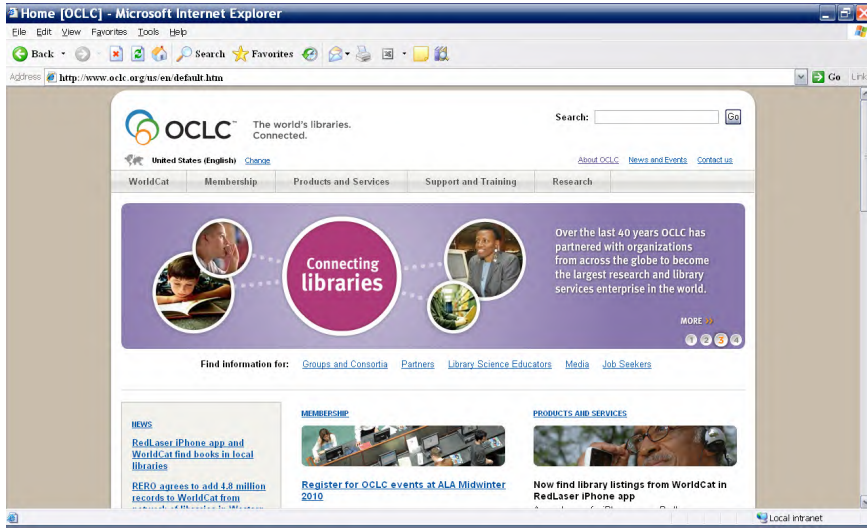 Home [OCLC] - Microsoft Internet Explorer
File Edit View Favorites Tools Help
Back Search Favorites
Address http://www.oclc.org/us/en/default.htm Go Link
OCLC™ The world's libraries.
Connected.
Search: Go
United States (English) Change
About OCLC News and Events Contact us
WorldCat Membership Products and Services Support and Training Research
Connecting
libraries
Over the last 40 years OCLC has
partnered with organizations
from across the globe to become
the largest research and library
services enterprise in the world.
MORE »
1 2 3 4
Find information for: Groups and Consortia Partners Library Science Educators Media Job Seekers
NEWS
RedLaser iPhone app and
WorldCat find books in local
libraries
RERO agrees to add 4.8 million
records to WorldCat from
MEMBERSHIP
Register for OCLC events at ALA Midwinter
2010
PRODUCTS AND SERVICES
Now find library listings from WorldCat in
RedLaser iPhone app
Local intranet